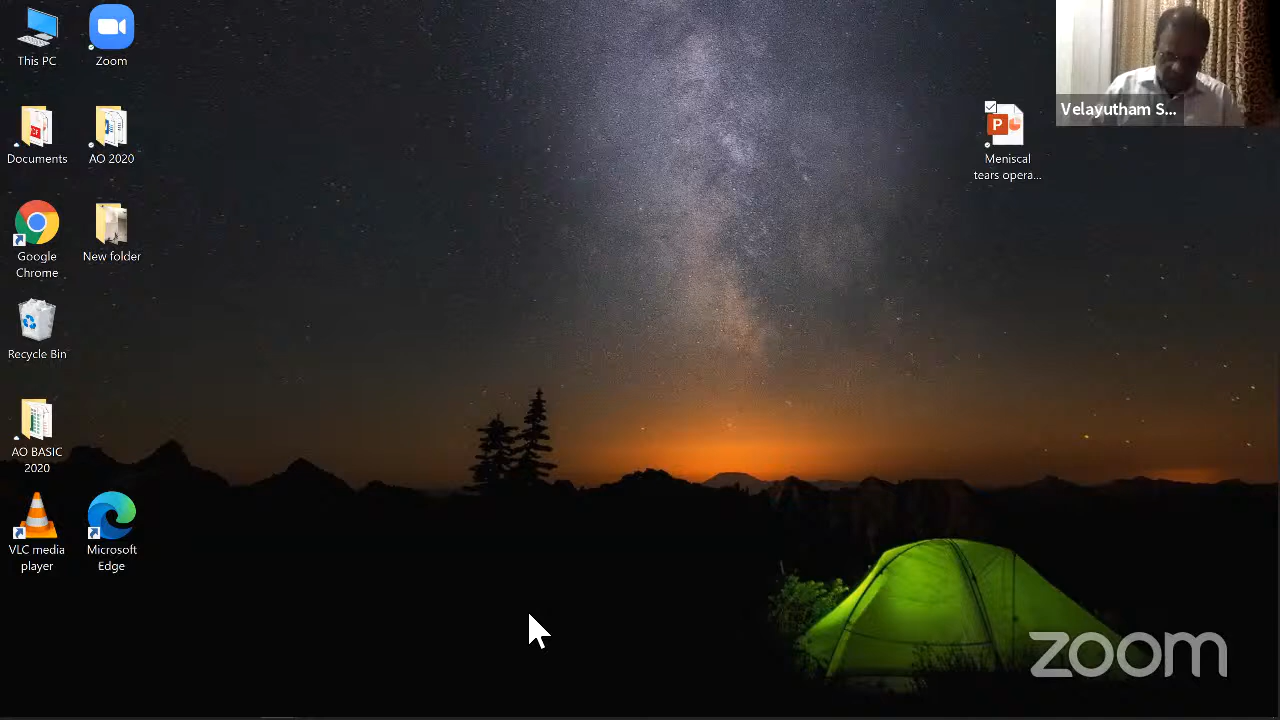 This PC
Zoom
Velayutham S...
Documents
AO 2020
Meniscal
tears opera...
Google
Chrome
New folder
Recycle Bin
AO BASIC
2020
VLC media
player
Microsoft
Edge
P
zoom